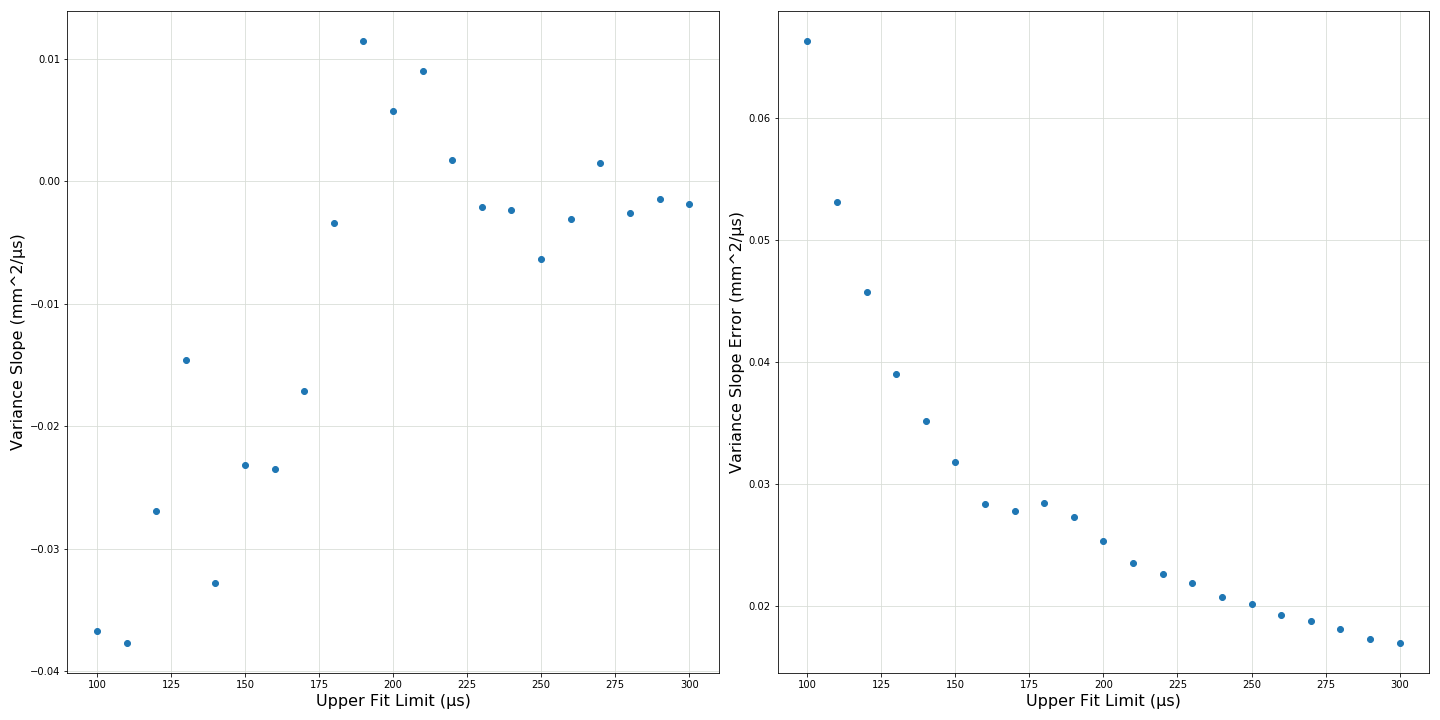 0.01
0.00
−0.01
−0.02
−0.03
−0.04
Variance Slope (mm^2/μs)
100 125 150 175 200 225 250 275 300
Upper Fit Limit (μs)
0.06
0.05
0.04
0.03
0.02
Variance Slope Error (mm^2/μs)
100 125 150 175 200 225 250 275 300
Upper Fit Limit (μs)